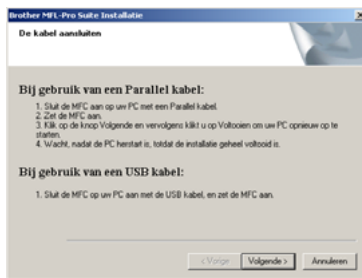 Brother MFL-Pro Suite Installatie
De kabel aansluiten
Bij gebruik van een Parallel kabel:
1. Sluit de MFC aan op uw PC met een Parallel kabel.
2. Zet de MFC aan.
3. Klik op de knop Volgende en vervolgens klikt u op Voltooien om uw PC opnieuw op te
starten.
4. Wacht, nadat de PC herstart is, totdat de installatie geheel voltooid is.
Bij gebruik van een USB kabel:
1. Sluit de MFC op uw PC aan met de USB kabel, en zet de MFC aan.
< Vorige Volgende > Annuleren